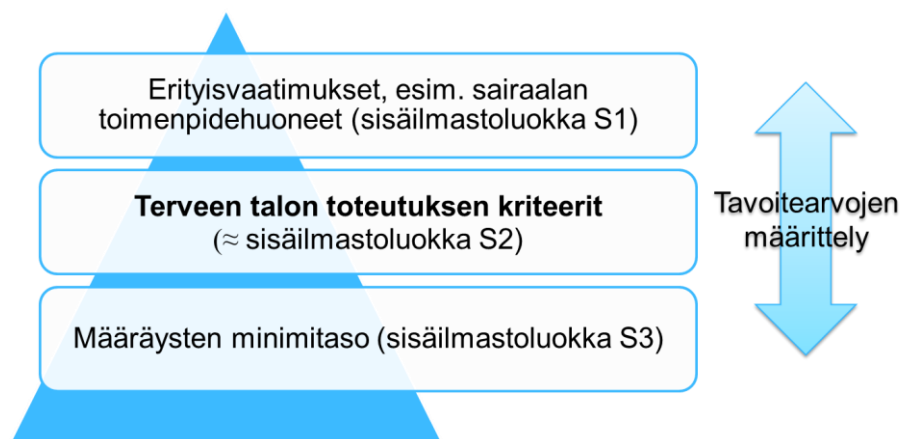 Erityisvaatimukset, esim. sairaalan
toimenpidehuoneet (sisäilmastoluokka S1)
Terveen talon toteutuksen kriteerit
(≈ sisäilmastoluokka S2)
Määräysten minimitaso (sisäilmastoluokka S3)
Tavoitearvojen
määrittely